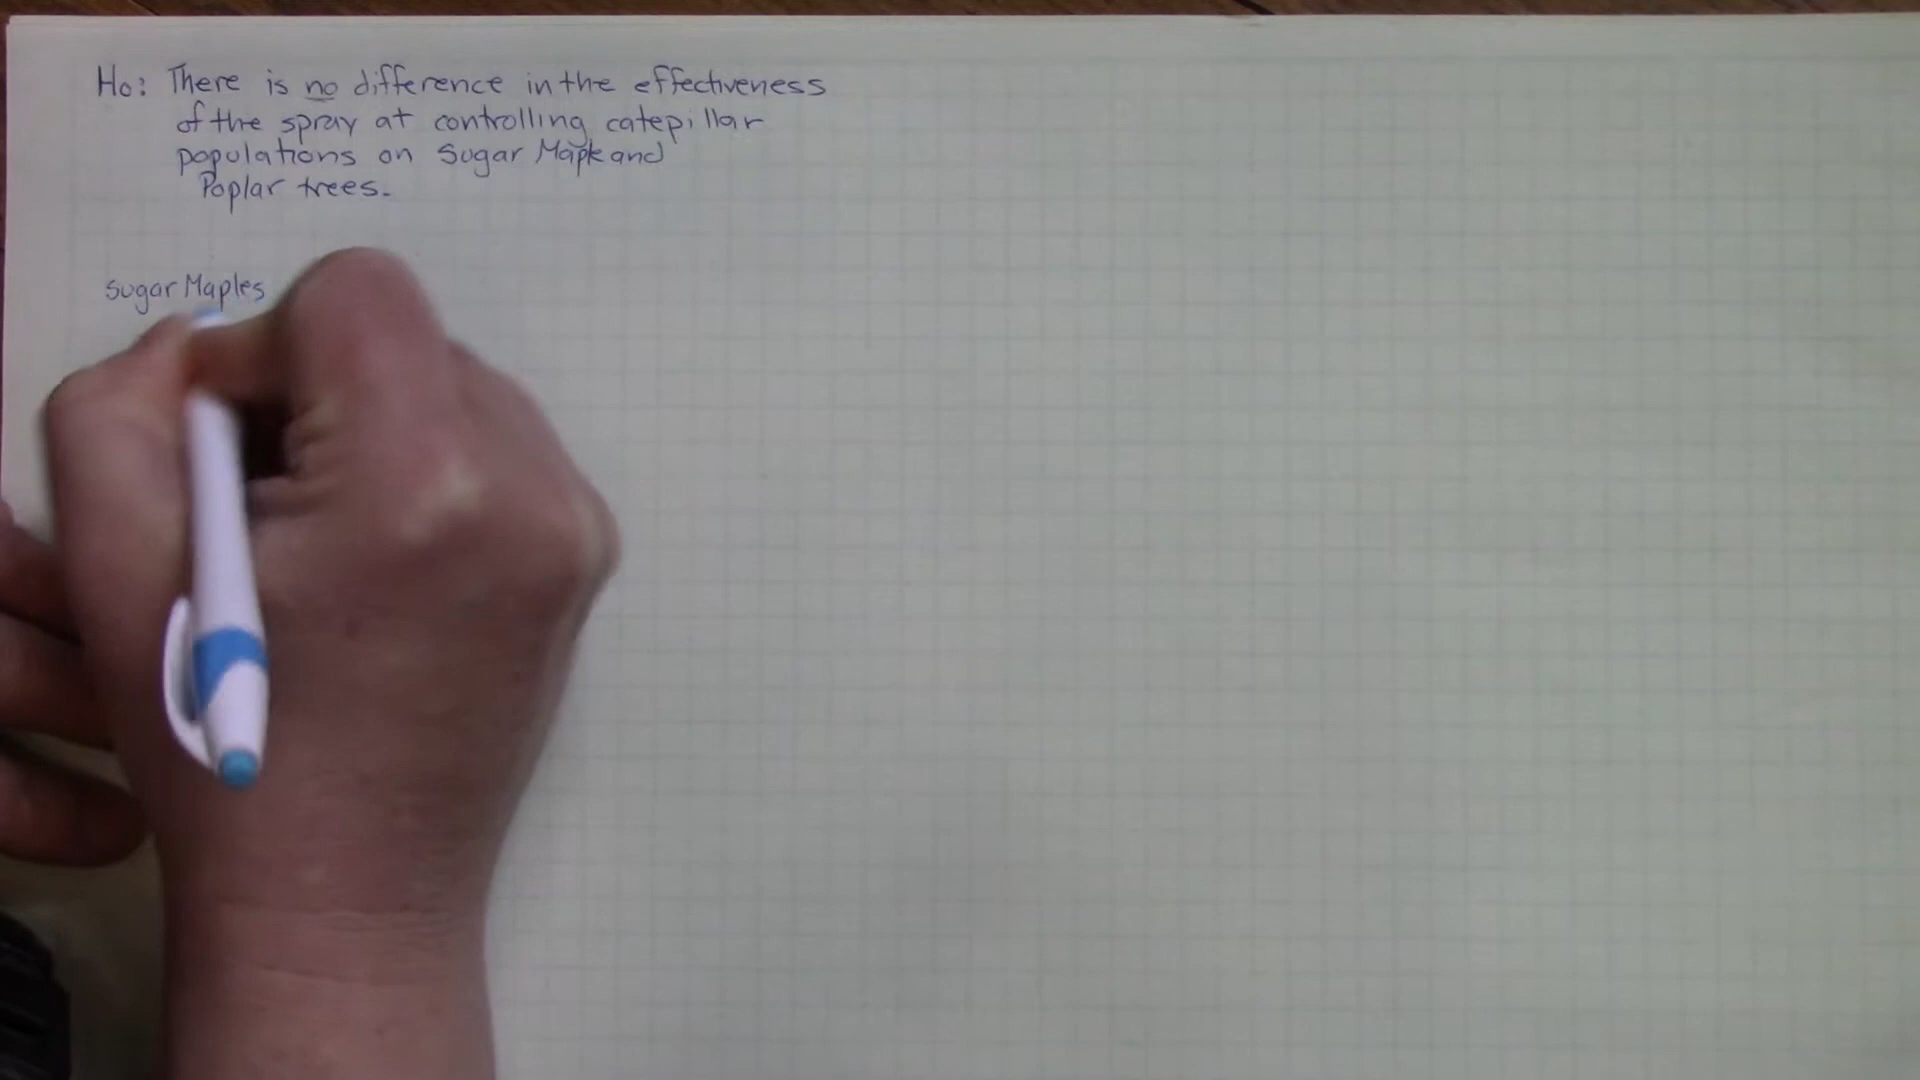 Ho: There is no difference in the effectiveness
of the spray at controlling catepillar
populations on Sugar Maple and
Poplar trees.
Sugar Maples